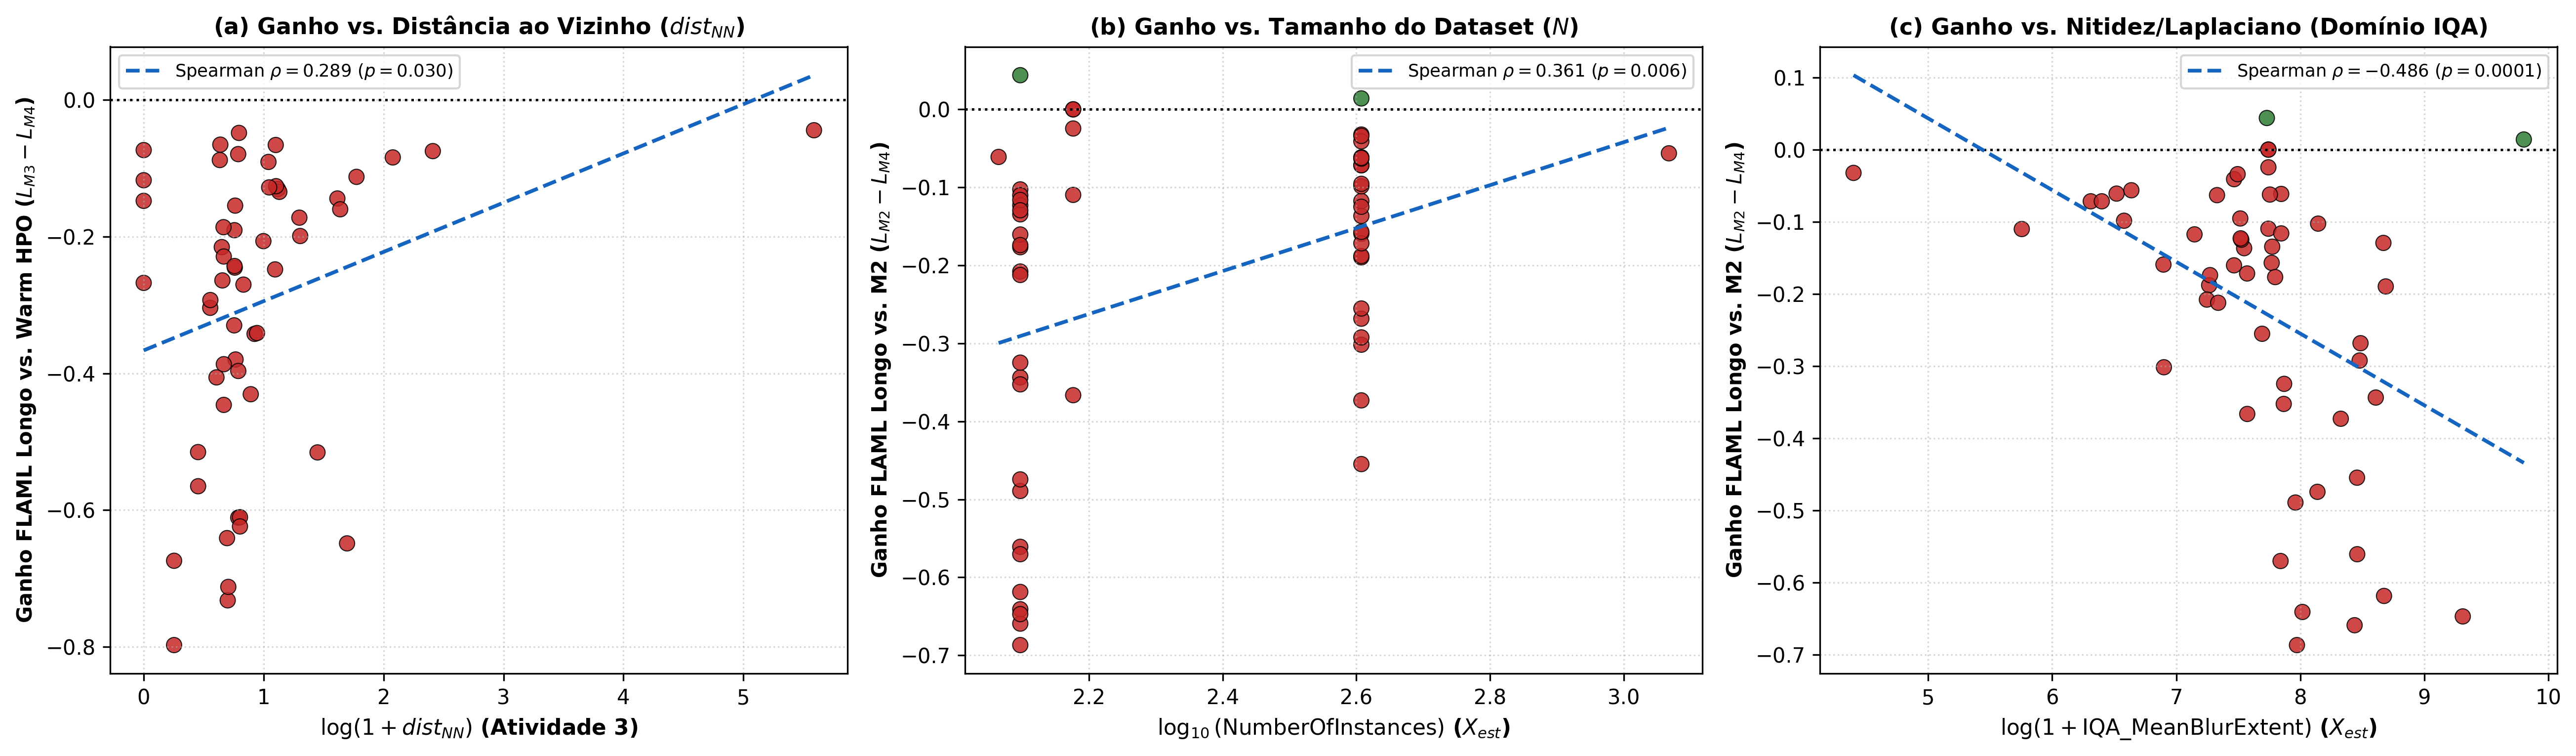 (a) Ganho vs. Distância ao Vizinho (dist_NN)
Spearman ρ = 0.289 (p = 0.030)
Ganho FLAML Longo vs. Warm HPO (L_M3 − L_M4)
0.0
−0.2
−0.4
−0.6
−0.8
0 1 2 3 4 5
log(1 + dist_NN) (Atividade 3)
(b) Ganho vs. Tamanho do Dataset (N)
Spearman ρ = 0.361 (p = 0.006)
Ganho FLAML Longo vs. M2 (L_M2 − L_M4)
0.0
−0.1
−0.2
−0.3
−0.4
−0.5
−0.6
−0.7
2.2 2.4 2.6 2.8 3.0
log₁₀(NumberOfInstances) (X_est)
(c) Ganho vs. Nitidez/Laplaciano (Domínio IQA)
Spearman ρ = −0.486 (p = 0.0001)
Ganho FLAML Longo vs. M2 (L_M2 − L_M4)
0.1
0.0
−0.1
−0.2
−0.3
−0.4
−0.5
−0.6
−0.7
5 6 7 8 9 10
log(1 + IQA_MeanBlurExtent) (X_est)